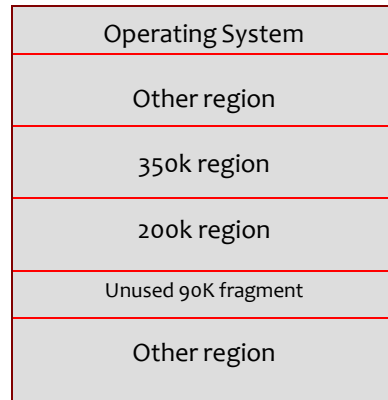 Operating System
Other region
350k region
200k region
Unused 90K fragment
Other region